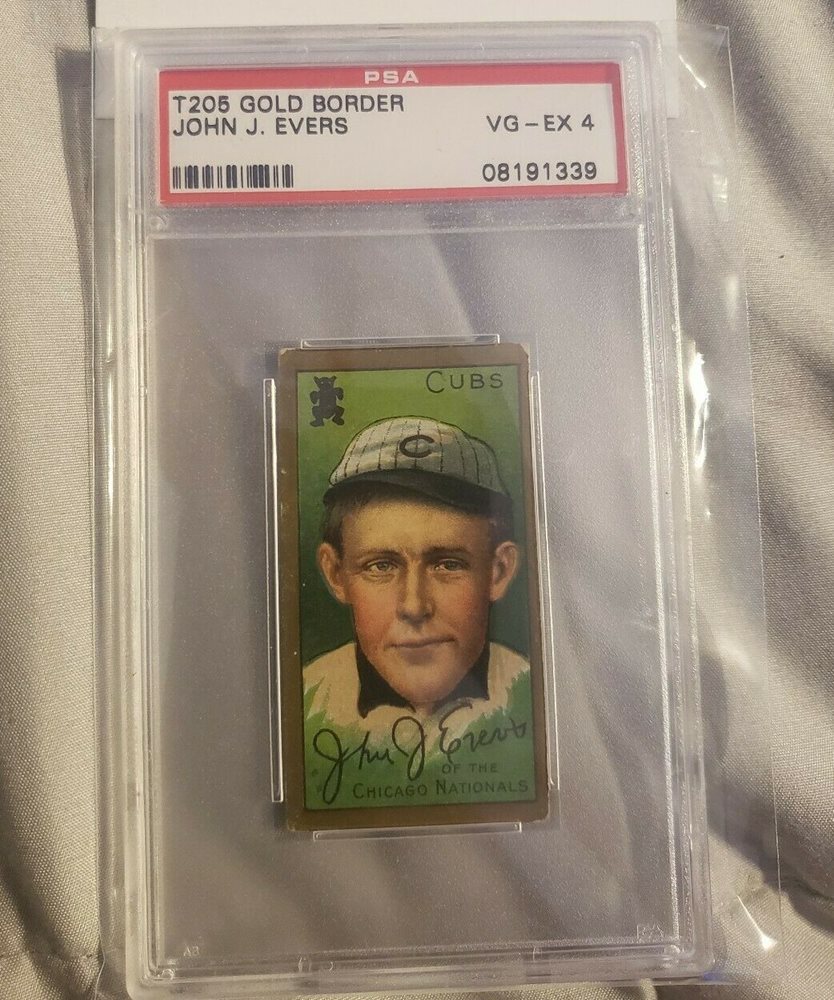 PSA
T205 GOLD BORDER
JOHN J. EVERS VG-EX 4
08191339
CUBS
C
John J Evers
OF THE
CHICAGO NATIONALS